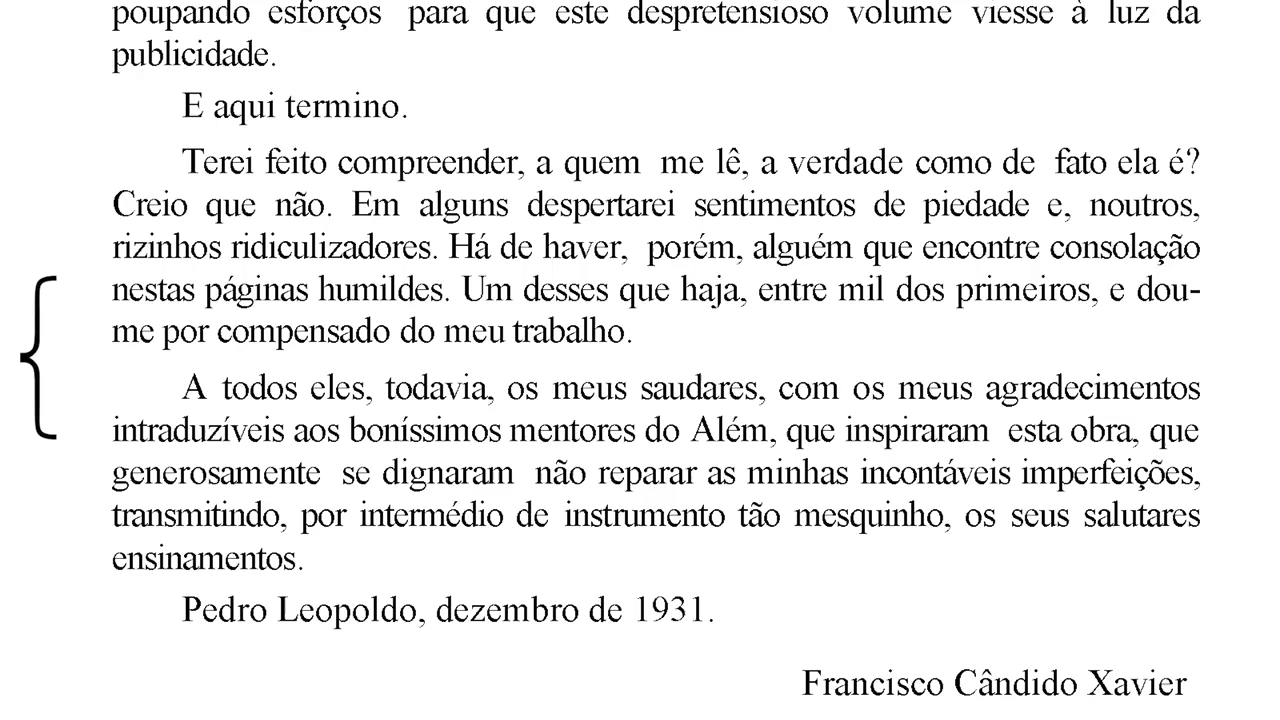 poupando esforços para que este despretensioso volume viesse à luz da
publicidade.
E aqui termino.
Terei feito compreender, a quem me lê, a verdade como de fato ela é?
Creio que não. Em alguns despertarei sentimentos de piedade e, noutros,
rizinhos ridiculizadores. Há de haver, porém, alguém que encontre consolação
nestas páginas humildes. Um desses que haja, entre mil dos primeiros, e dou-
me por compensado do meu trabalho.
A todos eles, todavia, os meus saudares, com os meus agradecimentos
intraduzíveis aos boníssimos mentores do Além, que inspiraram esta obra, que
generosamente se dignaram não reparar as minhas incontáveis imperfeições,
transmitindo, por intermédio de instrumento tão mesquinho, os seus salutares
ensinamentos.
Pedro Leopoldo, dezembro de 1931.
Francisco Cândido Xavier